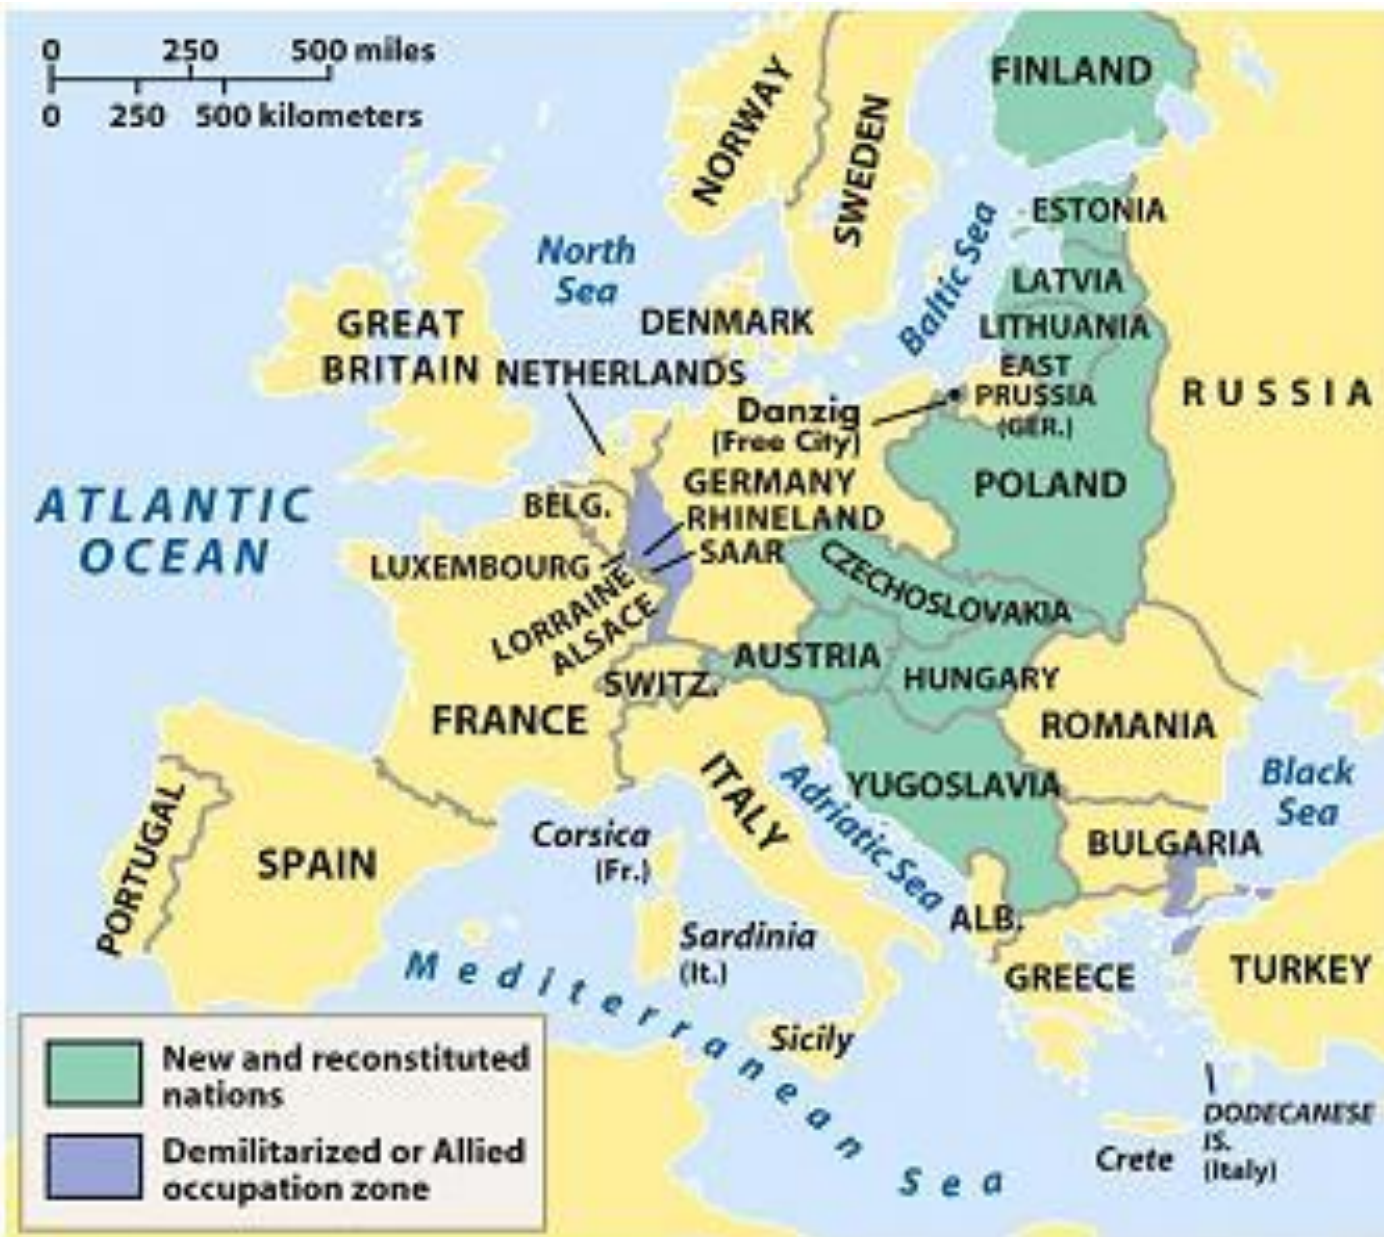 0 250 500 miles
0 250 500 kilometers
FINLAND
NORWAY
SWEDEN
ESTONIA
North
Sea
Baltic Sea
LATVIA
GREAT
BRITAIN
DENMARK
LITHUANIA
NETHERLANDS
EAST
PRUSSIA
(GER.)
RUSSIA
Danzig
(Free City)
ATLANTIC
OCEAN
BELG.
GERMANY
POLAND
RHINELAND
SAAR
LUXEMBOURG
LORRAINE
ALSACE
CZECHOSLOVAKIA
AUSTRIA
HUNGARY
SWITZ.
FRANCE
ROMANIA
ITALY
Adriatic Sea
YUGOSLAVIA
Black
Sea
PORTUGAL
SPAIN
Corsica
(Fr.)
BULGARIA
ALB.
Sardinia
(It.)
GREECE
TURKEY
Mediterranean Sea
Sicily
DODECANESE
IS.
(Italy)
Crete
New and reconstituted
nations
Demilitarized or Allied
occupation zone